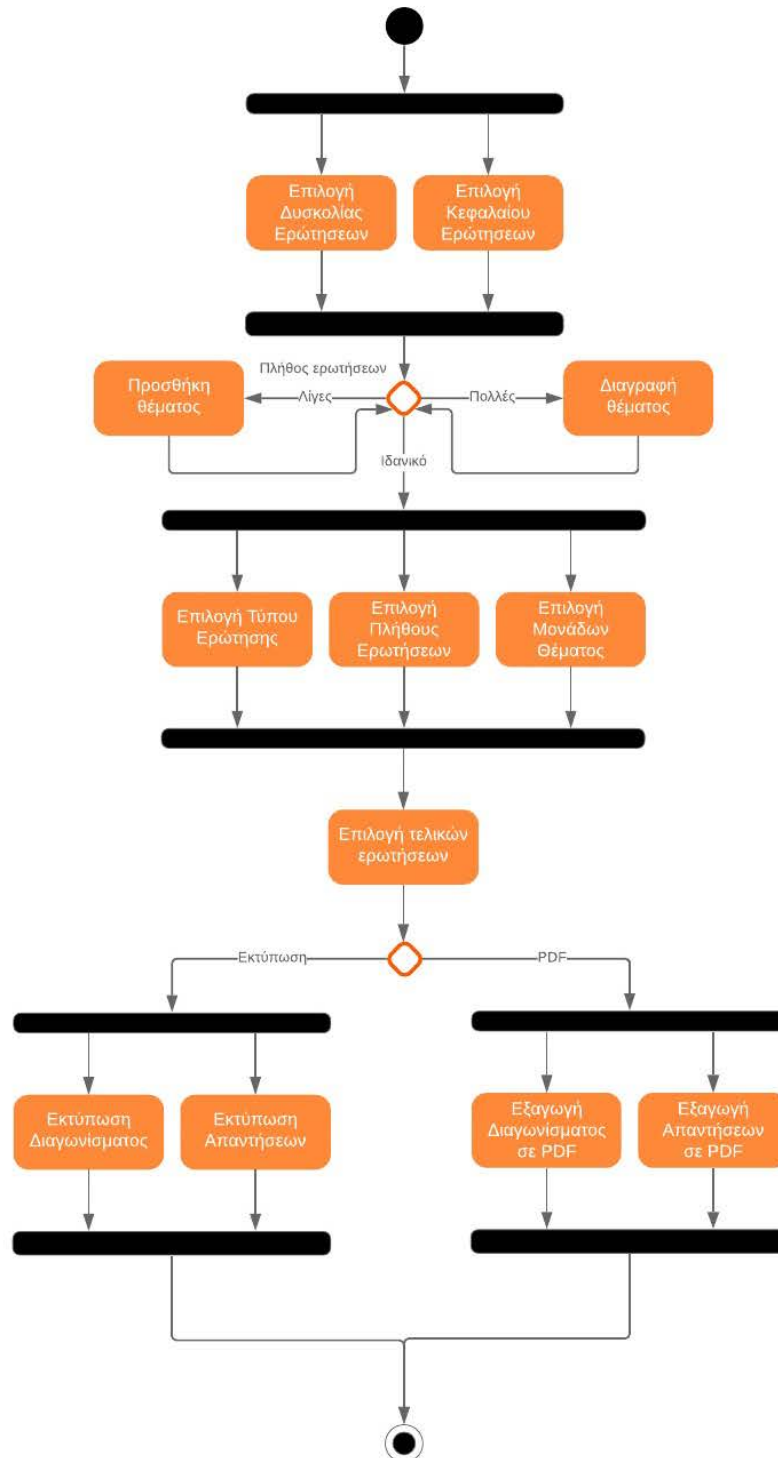 Επιλογή
Δυσκολίας
Ερώτησεων
Επιλογή
Κεφαλαίου
Ερώτησεων
Πλήθος ερωτήσεων
Προσθήκη
θέματος
Λίγες
Πολλές
Διαγραφή
θέματος
Ιδανικό
Επιλογή Τύπου
Ερώτησης
Επιλογή
Πλήθους
Ερωτήσεων
Επιλογή
Μονάδων
Θέματος
Επιλογή τελικών
ερωτήσεων
Εκτύπωση
PDF
Εκτύπωση
Διαγωνίσματος
Εκτύπωση
Απαντήσεων
Εξαγωγή
Διαγωνίσματος
σε PDF
Εξαγωγή
Απαντήσεων
σε PDF